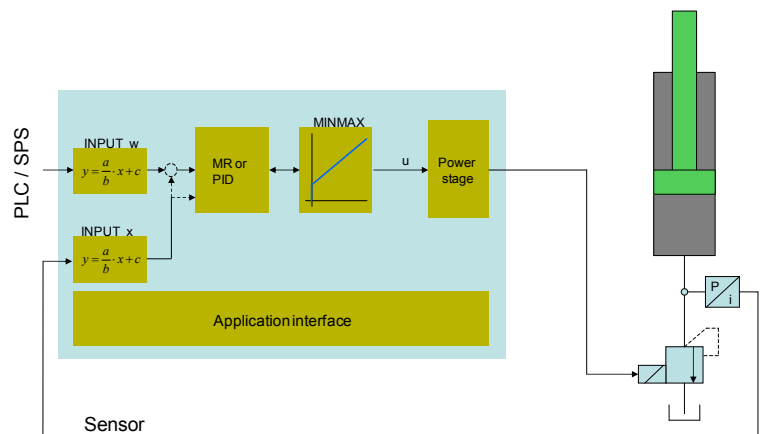 MINMAX
INPUT w
y = a/b · x + c
MR or
PID
u
Power
stage
PLC / SPS
INPUT x
y = a/b · x + c
P
i
Application interface
Sensor